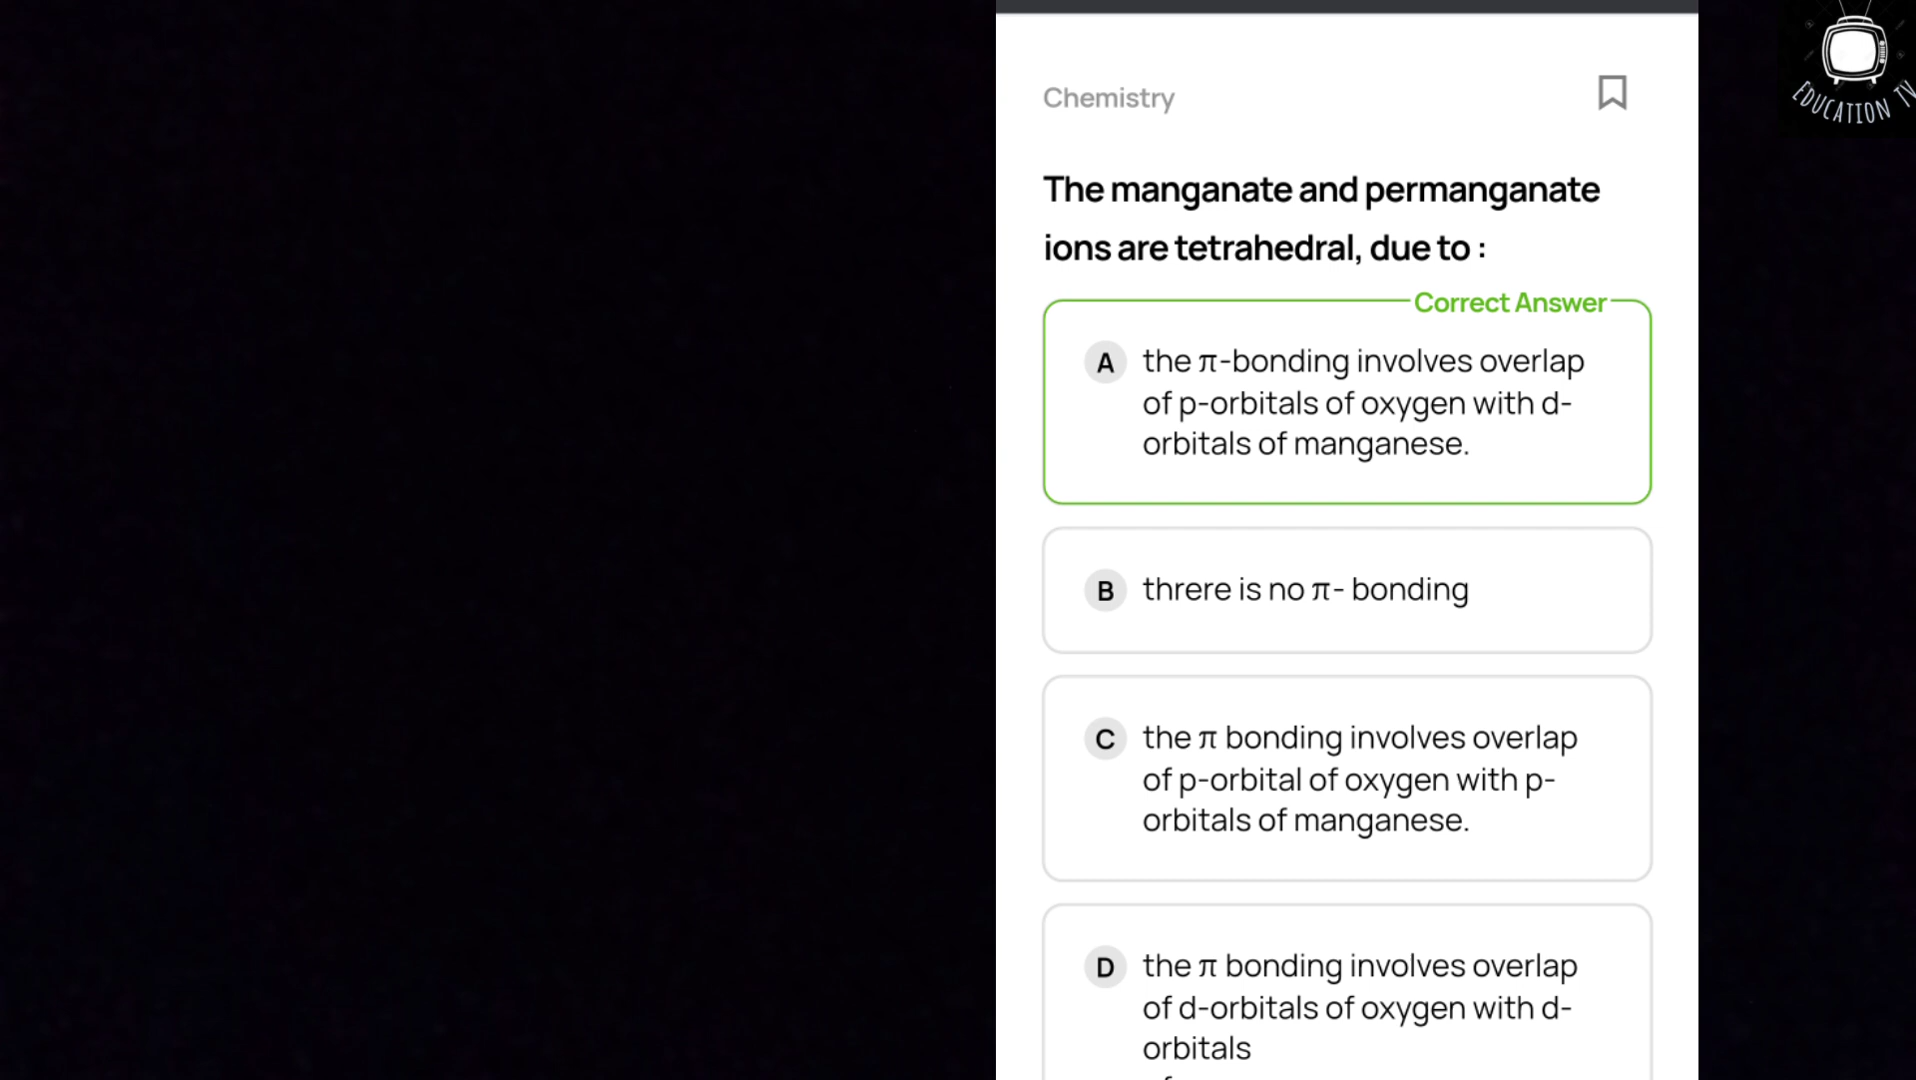 Chemistry
EDUCATION TV
The manganate and permanganate
ions are tetrahedral, due to :
Correct Answer
A the π-bonding involves overlap
of p-orbitals of oxygen with d-
orbitals of manganese.
B threre is no π- bonding
C the π bonding involves overlap
of p-orbital of oxygen with p-
orbitals of manganese.
D the π bonding involves overlap
of d-orbitals of oxygen with d-
orbitals